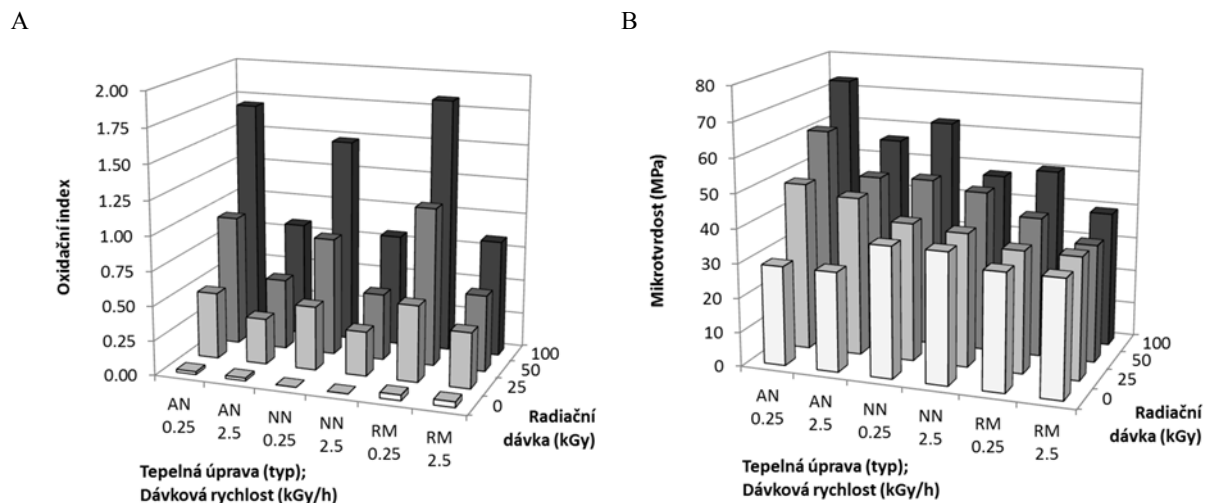 A
2.00
1.75
1.50
1.25
1.00
0.75
0.50
0.25
0.00
Oxidační index
AN
0.25
AN
2.5
NN
0.25
NN
2.5
RM
0.25
RM
2.5
100
50
25
0
Radiační
dávka (kGy)
Tepelná úprava (typ);
Dávková rychlost (kGy/h)
B
80
70
60
50
40
30
20
10
0
Mikrotvrdost (MPa)
AN
0.25
AN
2.5
NN
0.25
NN
2.5
RM
0.25
RM
2.5
100
50
25
0
Radiační
dávka (kGy)
Tepelná úprava (typ);
Dávková rychlost (kGy/h)